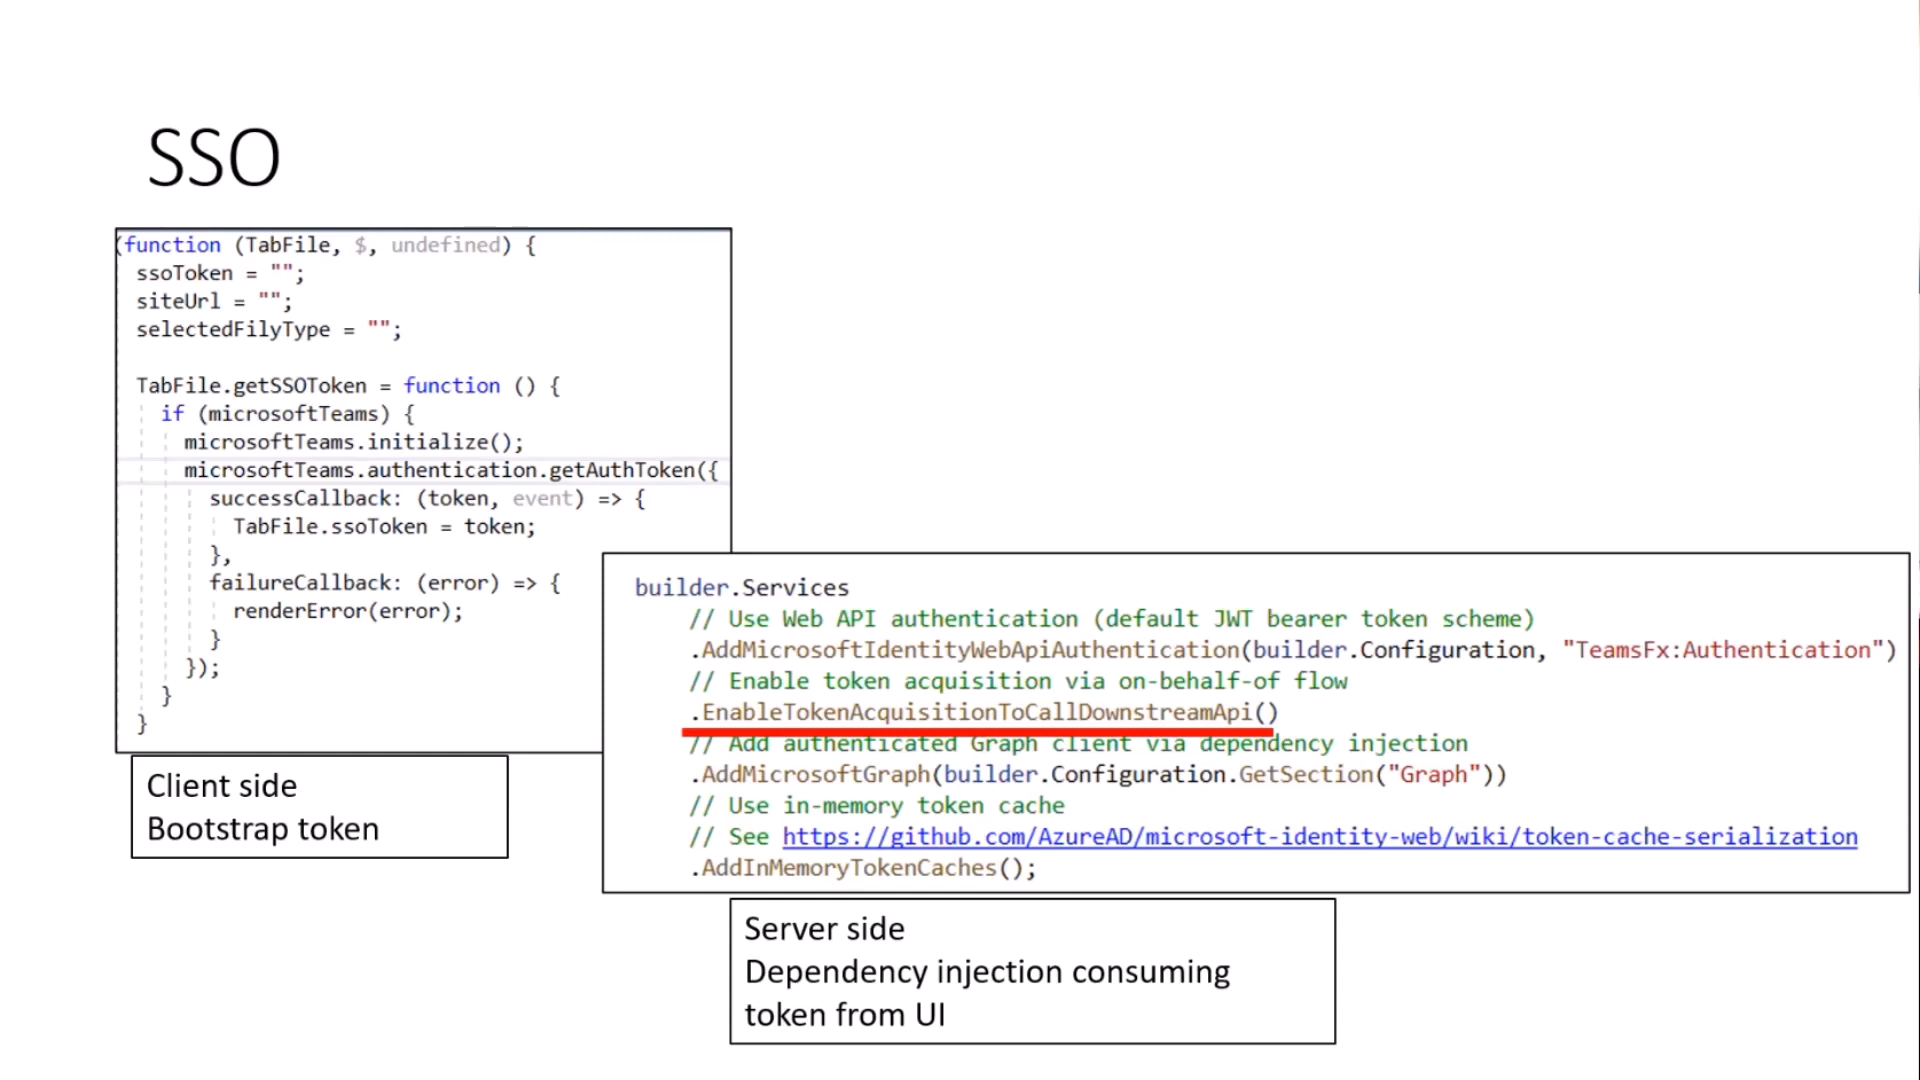 SSO
(function (TabFile, $, undefined) {
ssoToken = "";
siteUrl = "";
selectedFilyType = "";
TabFile.getSSOToken = function () {
if (microsoftTeams) {
microsoftTeams.initialize();
microsoftTeams.authentication.getAuthToken({
successCallback: (token, event) => {
TabFile.ssoToken = token;
},
failureCallback: (error) => {
renderError(error);
}
});
}
}
Client side
Bootstrap token
builder.Services
// Use Web API authentication (default JWT bearer token scheme)
.AddMicrosoftIdentityWebApiAuthentication(builder.Configuration, "TeamsFx:Authentication")
// Enable token acquisition via on-behalf-of flow
.EnableTokenAcquisitionToCallDownstreamApi()
// Add authenticated Graph client via dependency injection
.AddMicrosoftGraph(builder.Configuration.GetSection("Graph"))
// Use in-memory token cache
// See https://github.com/AzureAD/microsoft-identity-web/wiki/token-cache-serialization
.AddInMemoryTokenCaches();
Server side
Dependency injection consuming
token from UI